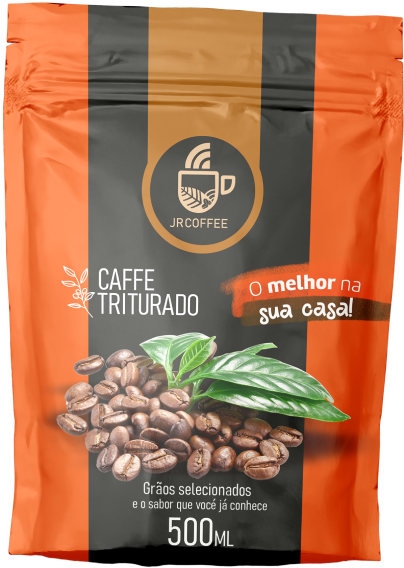 JRCOFFEE
CAFFE
TRITURADO
O melhor na
sua casa!
Grãos selecionados
e o sabor que você já conhece
500ML